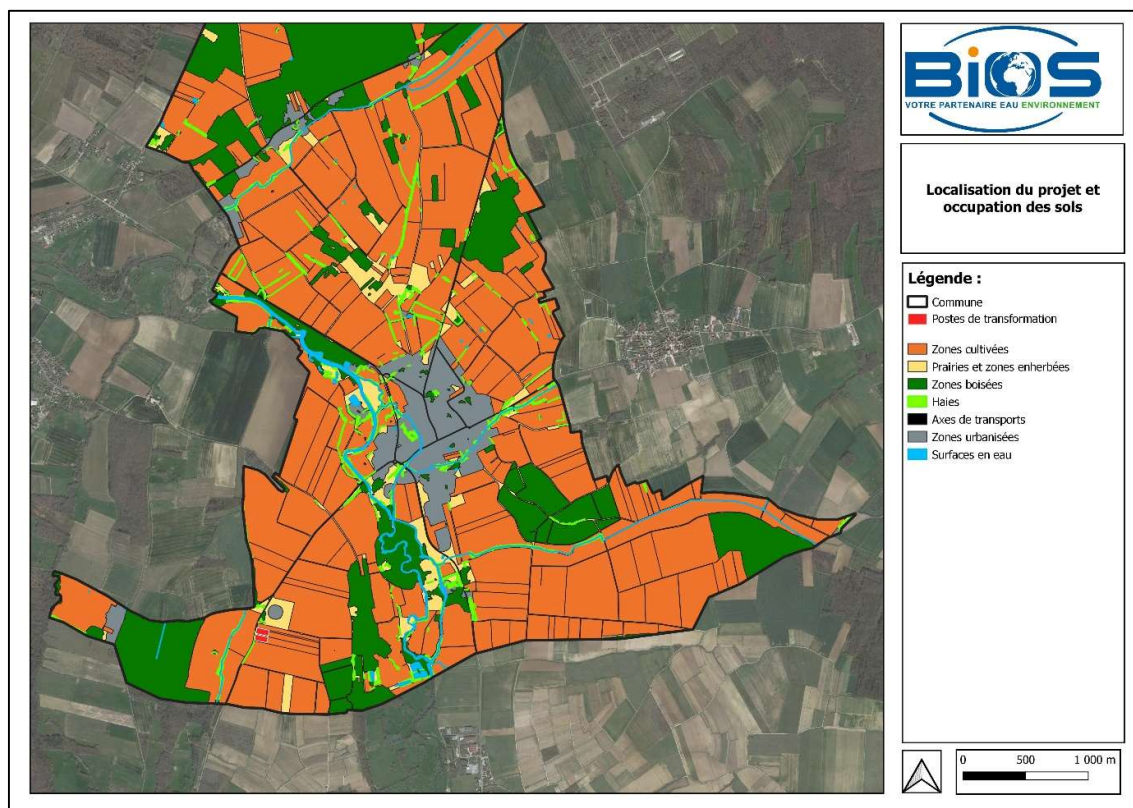 BiOS
VOTRE PARTENAIRE EAU ENVIRONNEMENT
Localisation du projet et
occupation des sols
Légende :
Commune
Postes de transformation
Zones cultivées
Prairies et zones enherbées
Zones boisées
Haies
Axes de transports
Zones urbanisées
Surfaces en eau
0 500 1 000 m